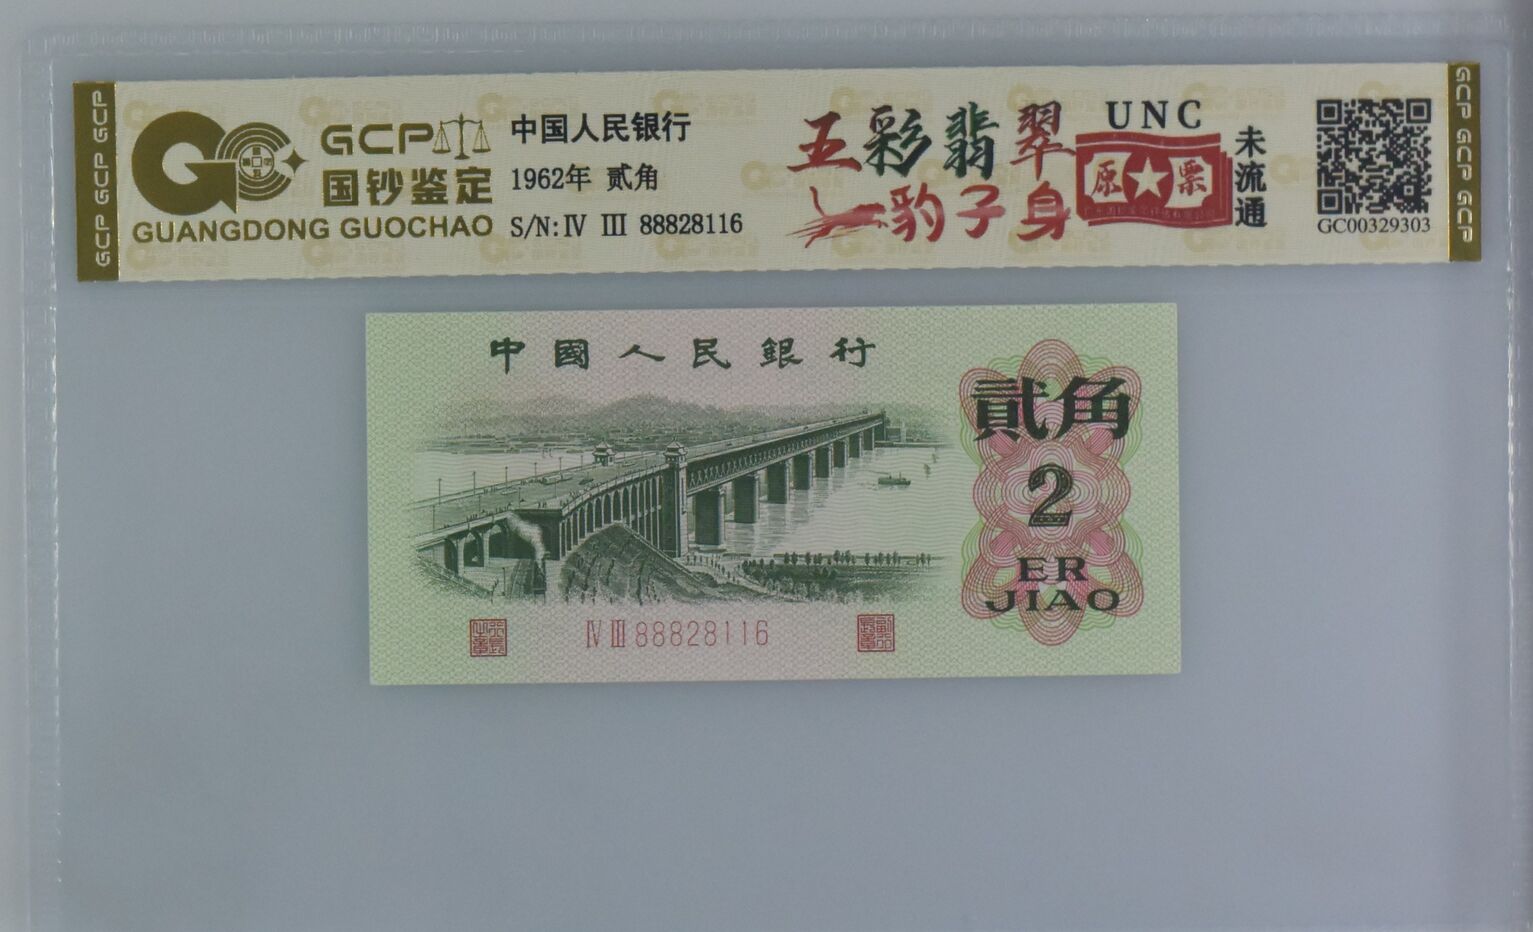 GCP GCP GCP
GCP
国钞鉴定
GUANGDONG GUOCHAO
中国人民银行
1962年 贰角
S/N:Ⅳ Ⅲ 88828116
五彩翡翠
豹子身
UNC
原★票
未流通
GC00329303
GCP GCP GCP
中國人民銀行
貳角
2
ER
JIAO
Ⅳ Ⅲ 88828116